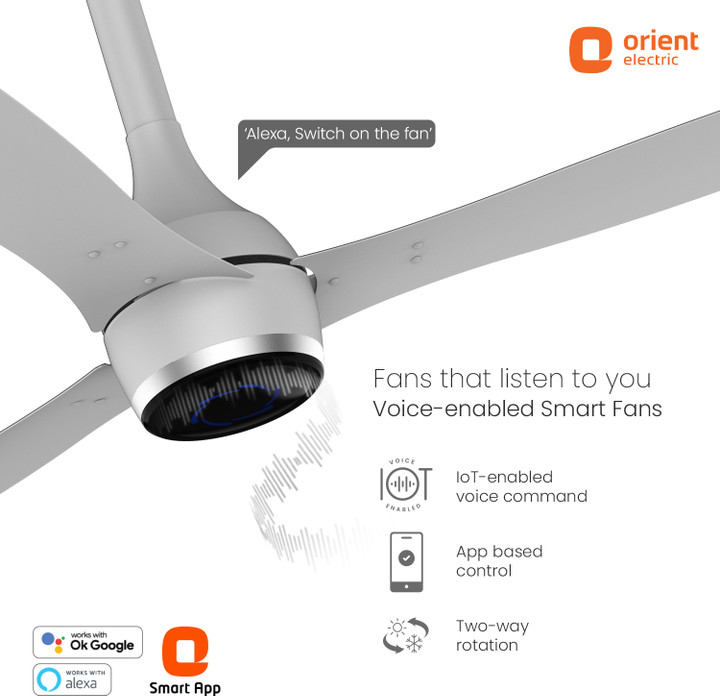 orient
electric
'Alexa, Switch on the fan'
Fans that listen to you
Voice-enabled Smart Fans
VOICE
IOT
ENABLED
IoT-enabled
voice command
App based
control
Two-way
rotation
works with
Ok Google
WORKS WITH
alexa
Smart App